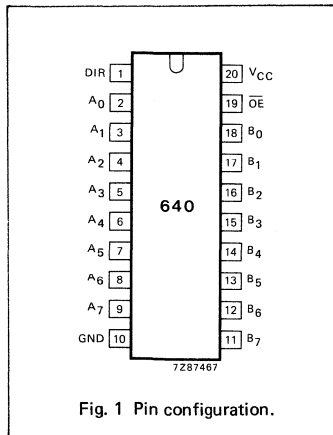 DIR 1 20 VCC
A0 2 19 OE
A1 3 18 B0
A2 4 17 B1
A3 5 16 B2
640
A4 6 15 B3
A5 7 14 B4
A6 8 13 B5
A7 9 12 B6
GND 10 11 B7
7Z87467
Fig. 1 Pin configuration.